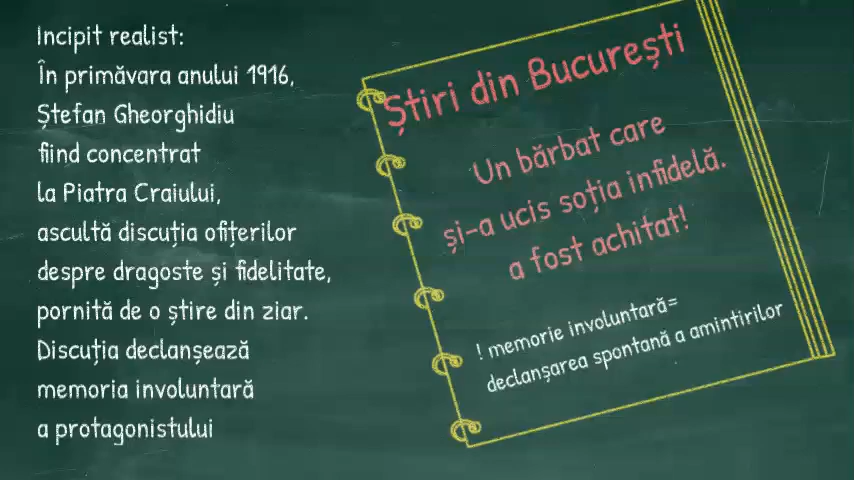 Incipit realist:
În primăvara anului 1916,
Ștefan Gheorghidiu
fiind concentrat
la Piatra Craiului,
ascultă discuția ofițerilor
despre dragoste și fidelitate,
pornită de o știre din ziar.
Discuția declanșează
memoria involuntară
a protagonistului
Știri din București
Un bărbat care
și-a ucis soția infidelă.
a fost achitat!
! memorie involuntară=
declanșarea spontană a amintirilor